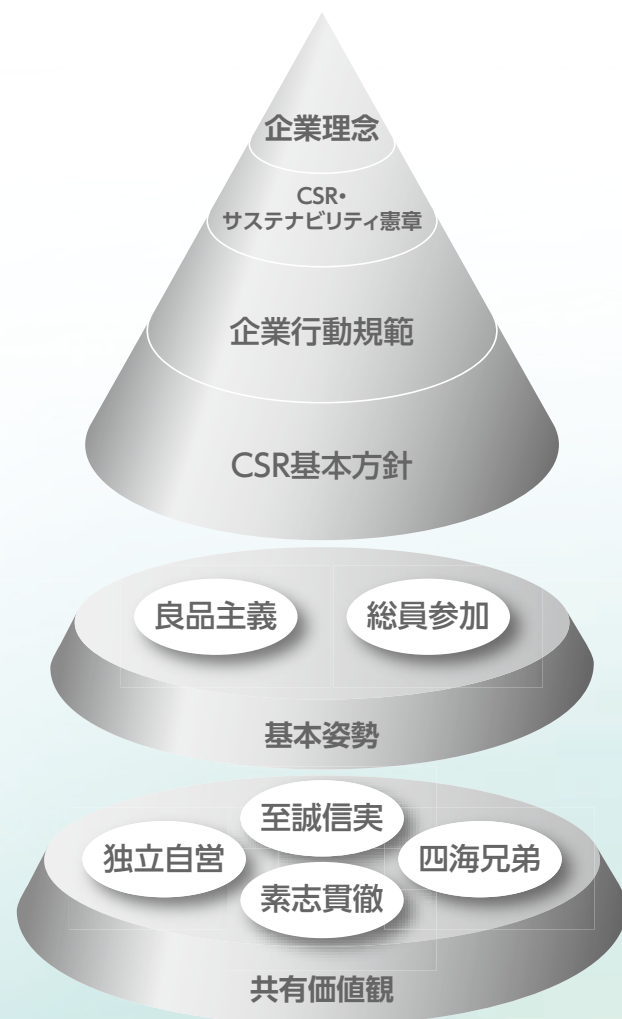 企業理念
CSR・
サステナビリティ憲章
企業行動規範
CSR基本方針
良品主義
総員参加
基本姿勢
至誠信実
独立自営
四海兄弟
素志貫徹
共有価値観